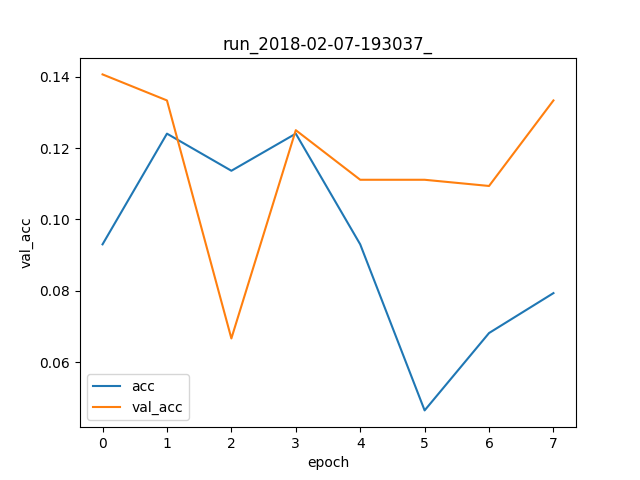 run_2018-02-07-193037_
0.14
0.12
0.10
0.08
0.06
val_acc
acc
val_acc
0 1 2 3 4 5 6 7
epoch